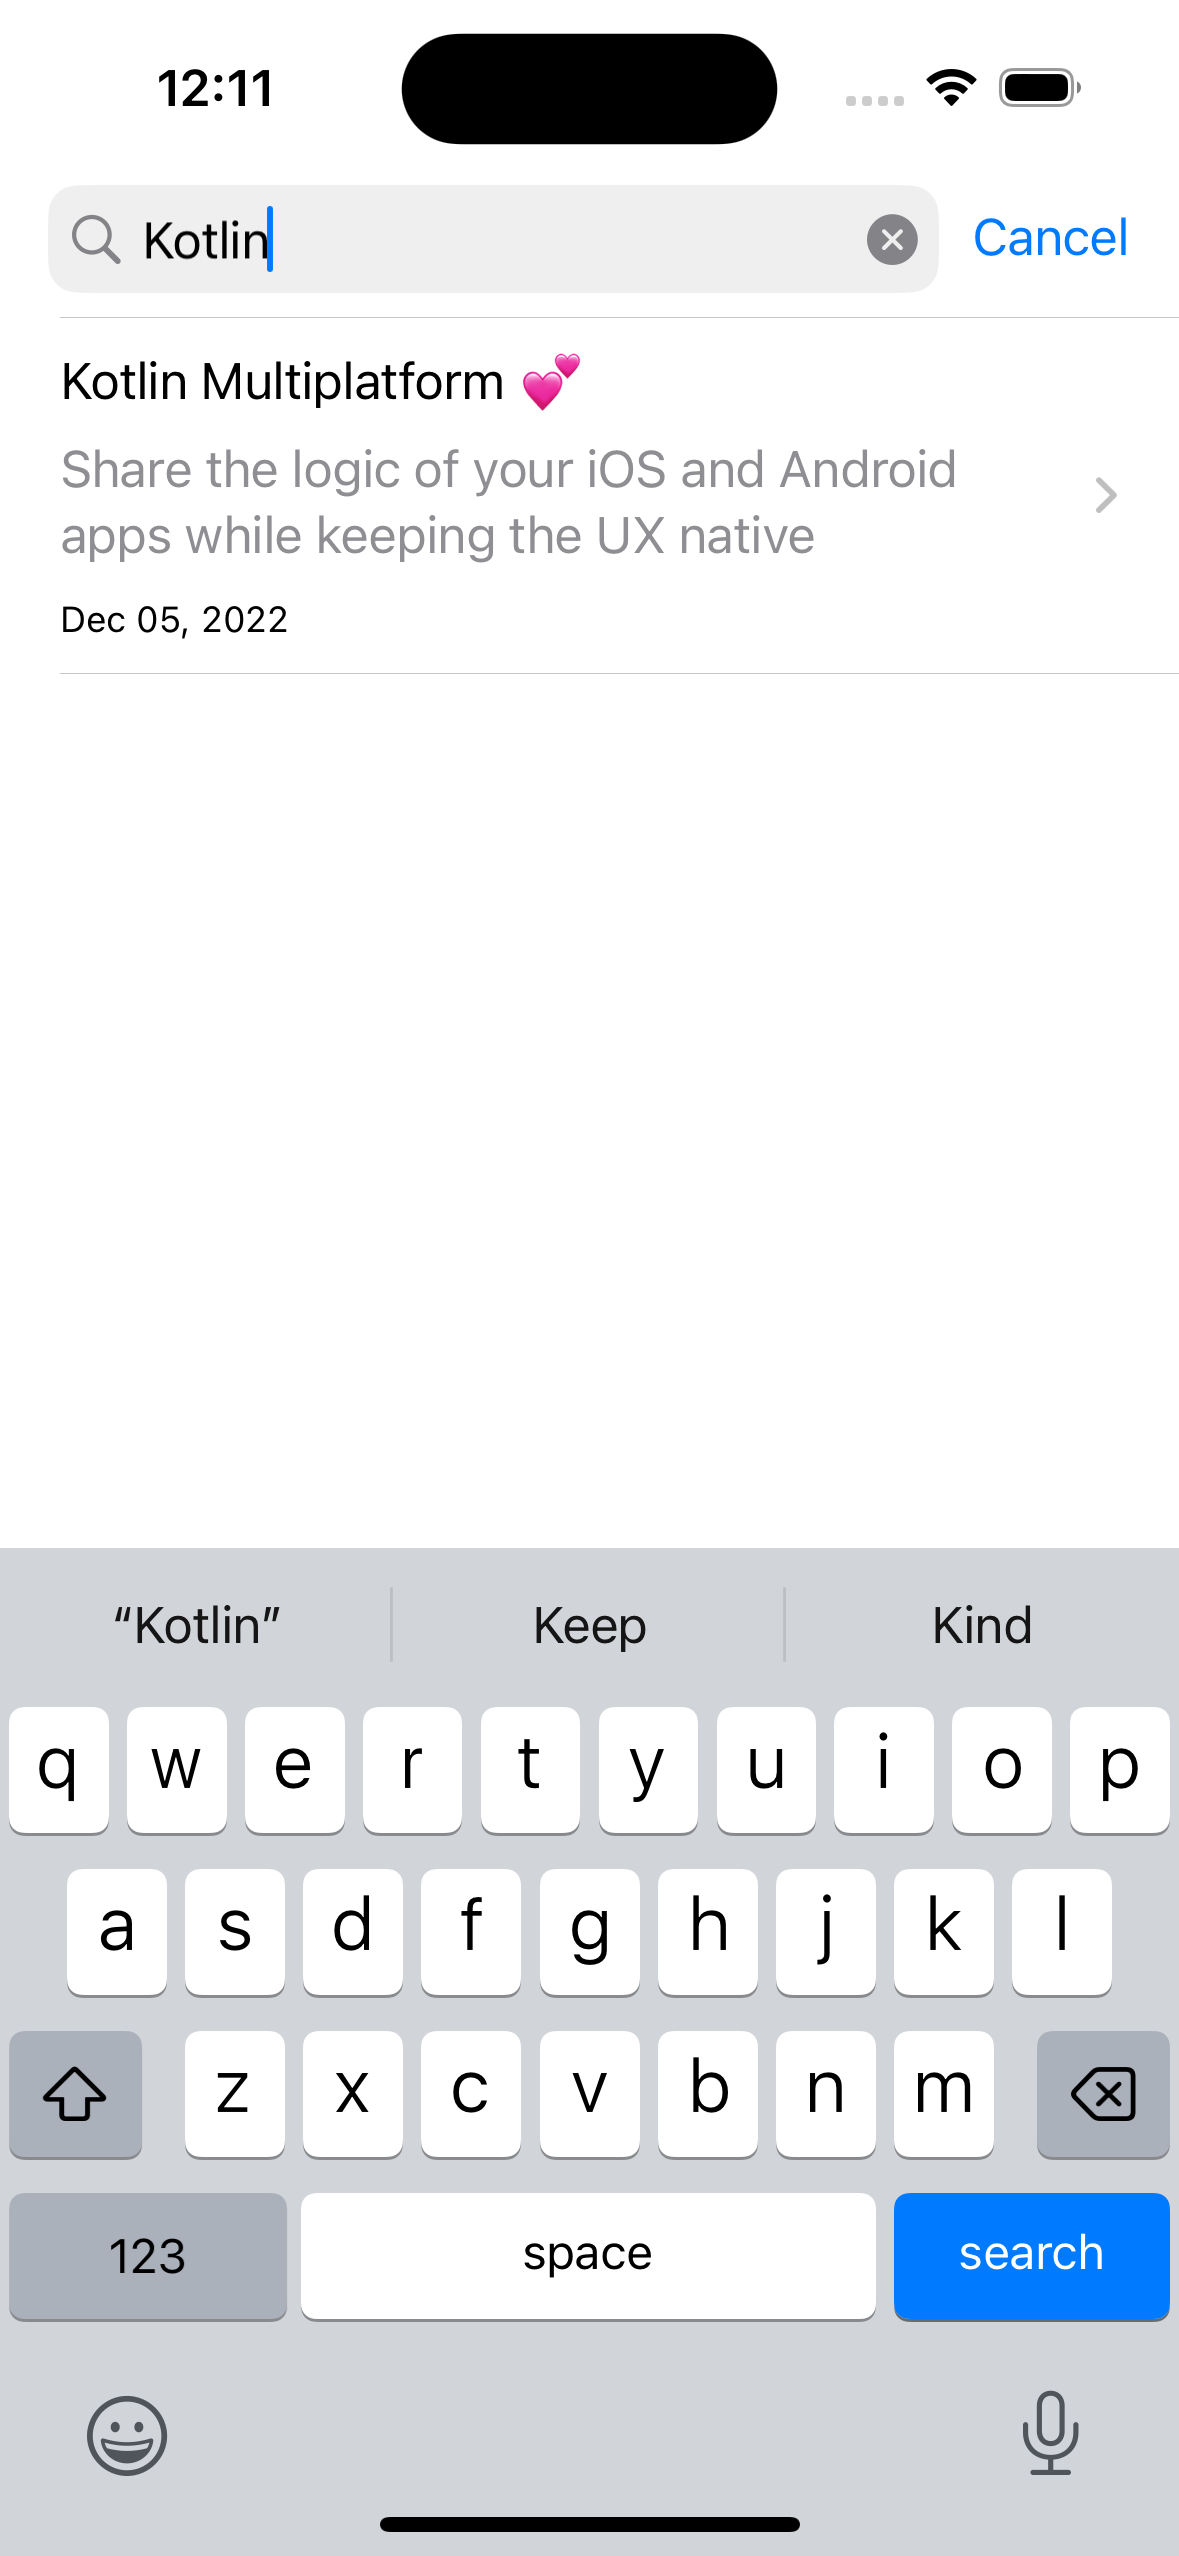 12:11
Kotlin
Cancel
Kotlin Multiplatform 💕
Share the logic of your iOS and Android
apps while keeping the UX native
Dec 05, 2022
“Kotlin” Keep Kind
q w e r t y u i o p
a s d f g h j k l
z x c v b n m
123 space search